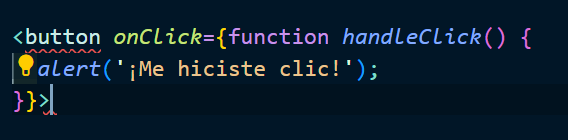 <button onClick={function handleClick() {
alert('¡Me hiciste clic!');
}}>